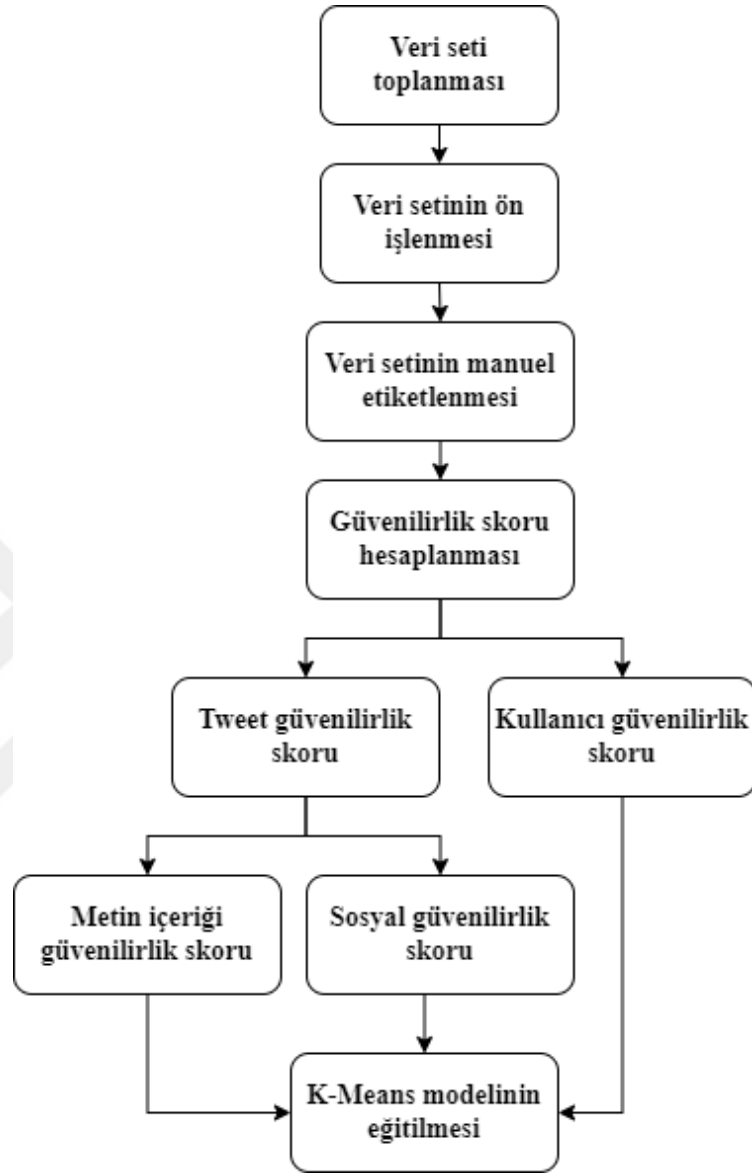 Veri seti
toplanması
Veri setinin ön
işlenmesi
Veri setinin manuel
etiketlenmesi
Güvenilirlik skoru
hesaplanması
Tweet güvenilirlik
skoru
Kullanıcı güvenilirlik
skoru
Metin içeriği
güvenilirlik skoru
Sosyal güvenilirlik
skoru
K-Means modelinin
eğitilmesi